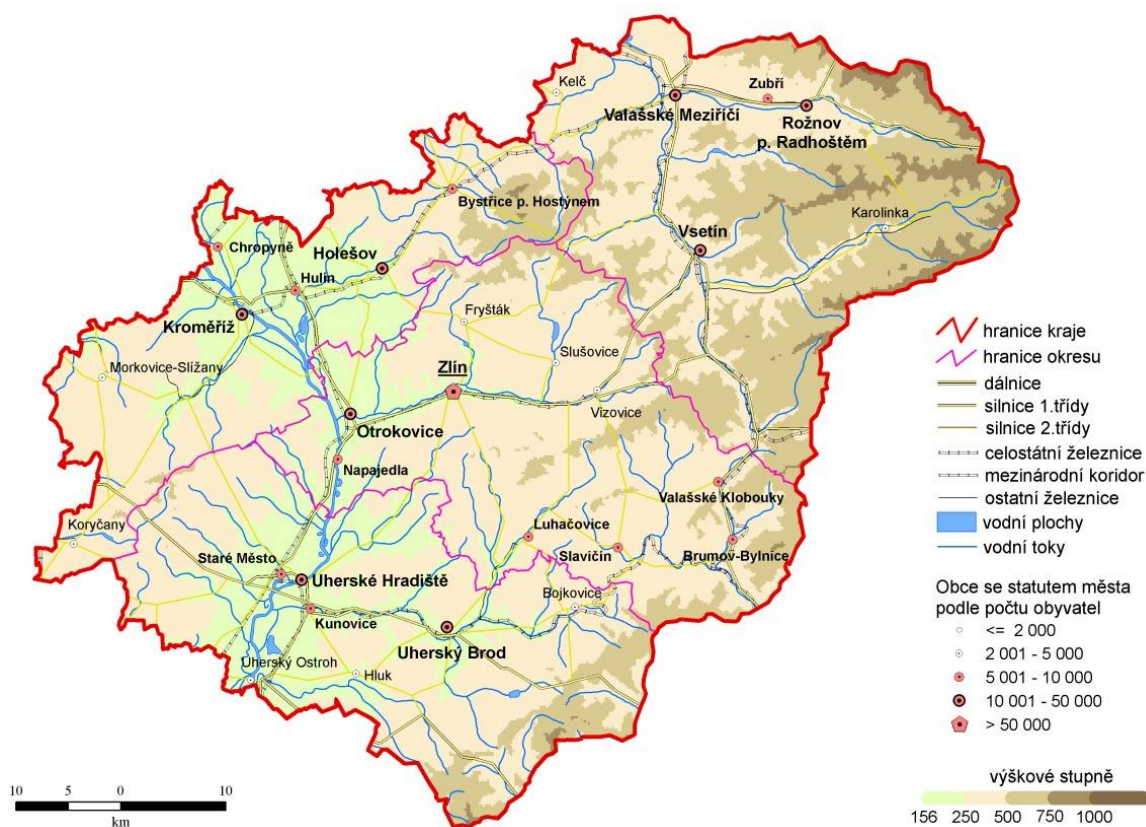 Kelč
Zubří
Valašské Meziříčí
Rožnov
p. Radhoštěm
Bystřice p. Hostýnem
Karolinka
Vsetín
Chropyně
Holešov
Hulín
Kroměříž
Fryšták
Slušovice
Morkovice-Slížany
Zlín
Vizovice
Otrokovice
Napajedla
Valašské Klobouky
Koryčany
Luhačovice
Slavičín
Brumov-Bylnice
Staré Město
Uherské Hradiště
Bojkovice
Kunovice
Uherský Brod
Uherský Ostroh
Hluk
hranice kraje
hranice okresu
dálnice
silnice 1.třídy
silnice 2.třídy
celostátní železnice
mezinárodní koridor
ostatní železnice
vodní plochy
vodní toky
Obce se statutem města
podle počtu obyvatel
<= 2 000
2 001 - 5 000
5 001 - 10 000
10 001 - 50 000
> 50 000
výškové stupně
156 250 500 750 1000
10 5 0 10
km